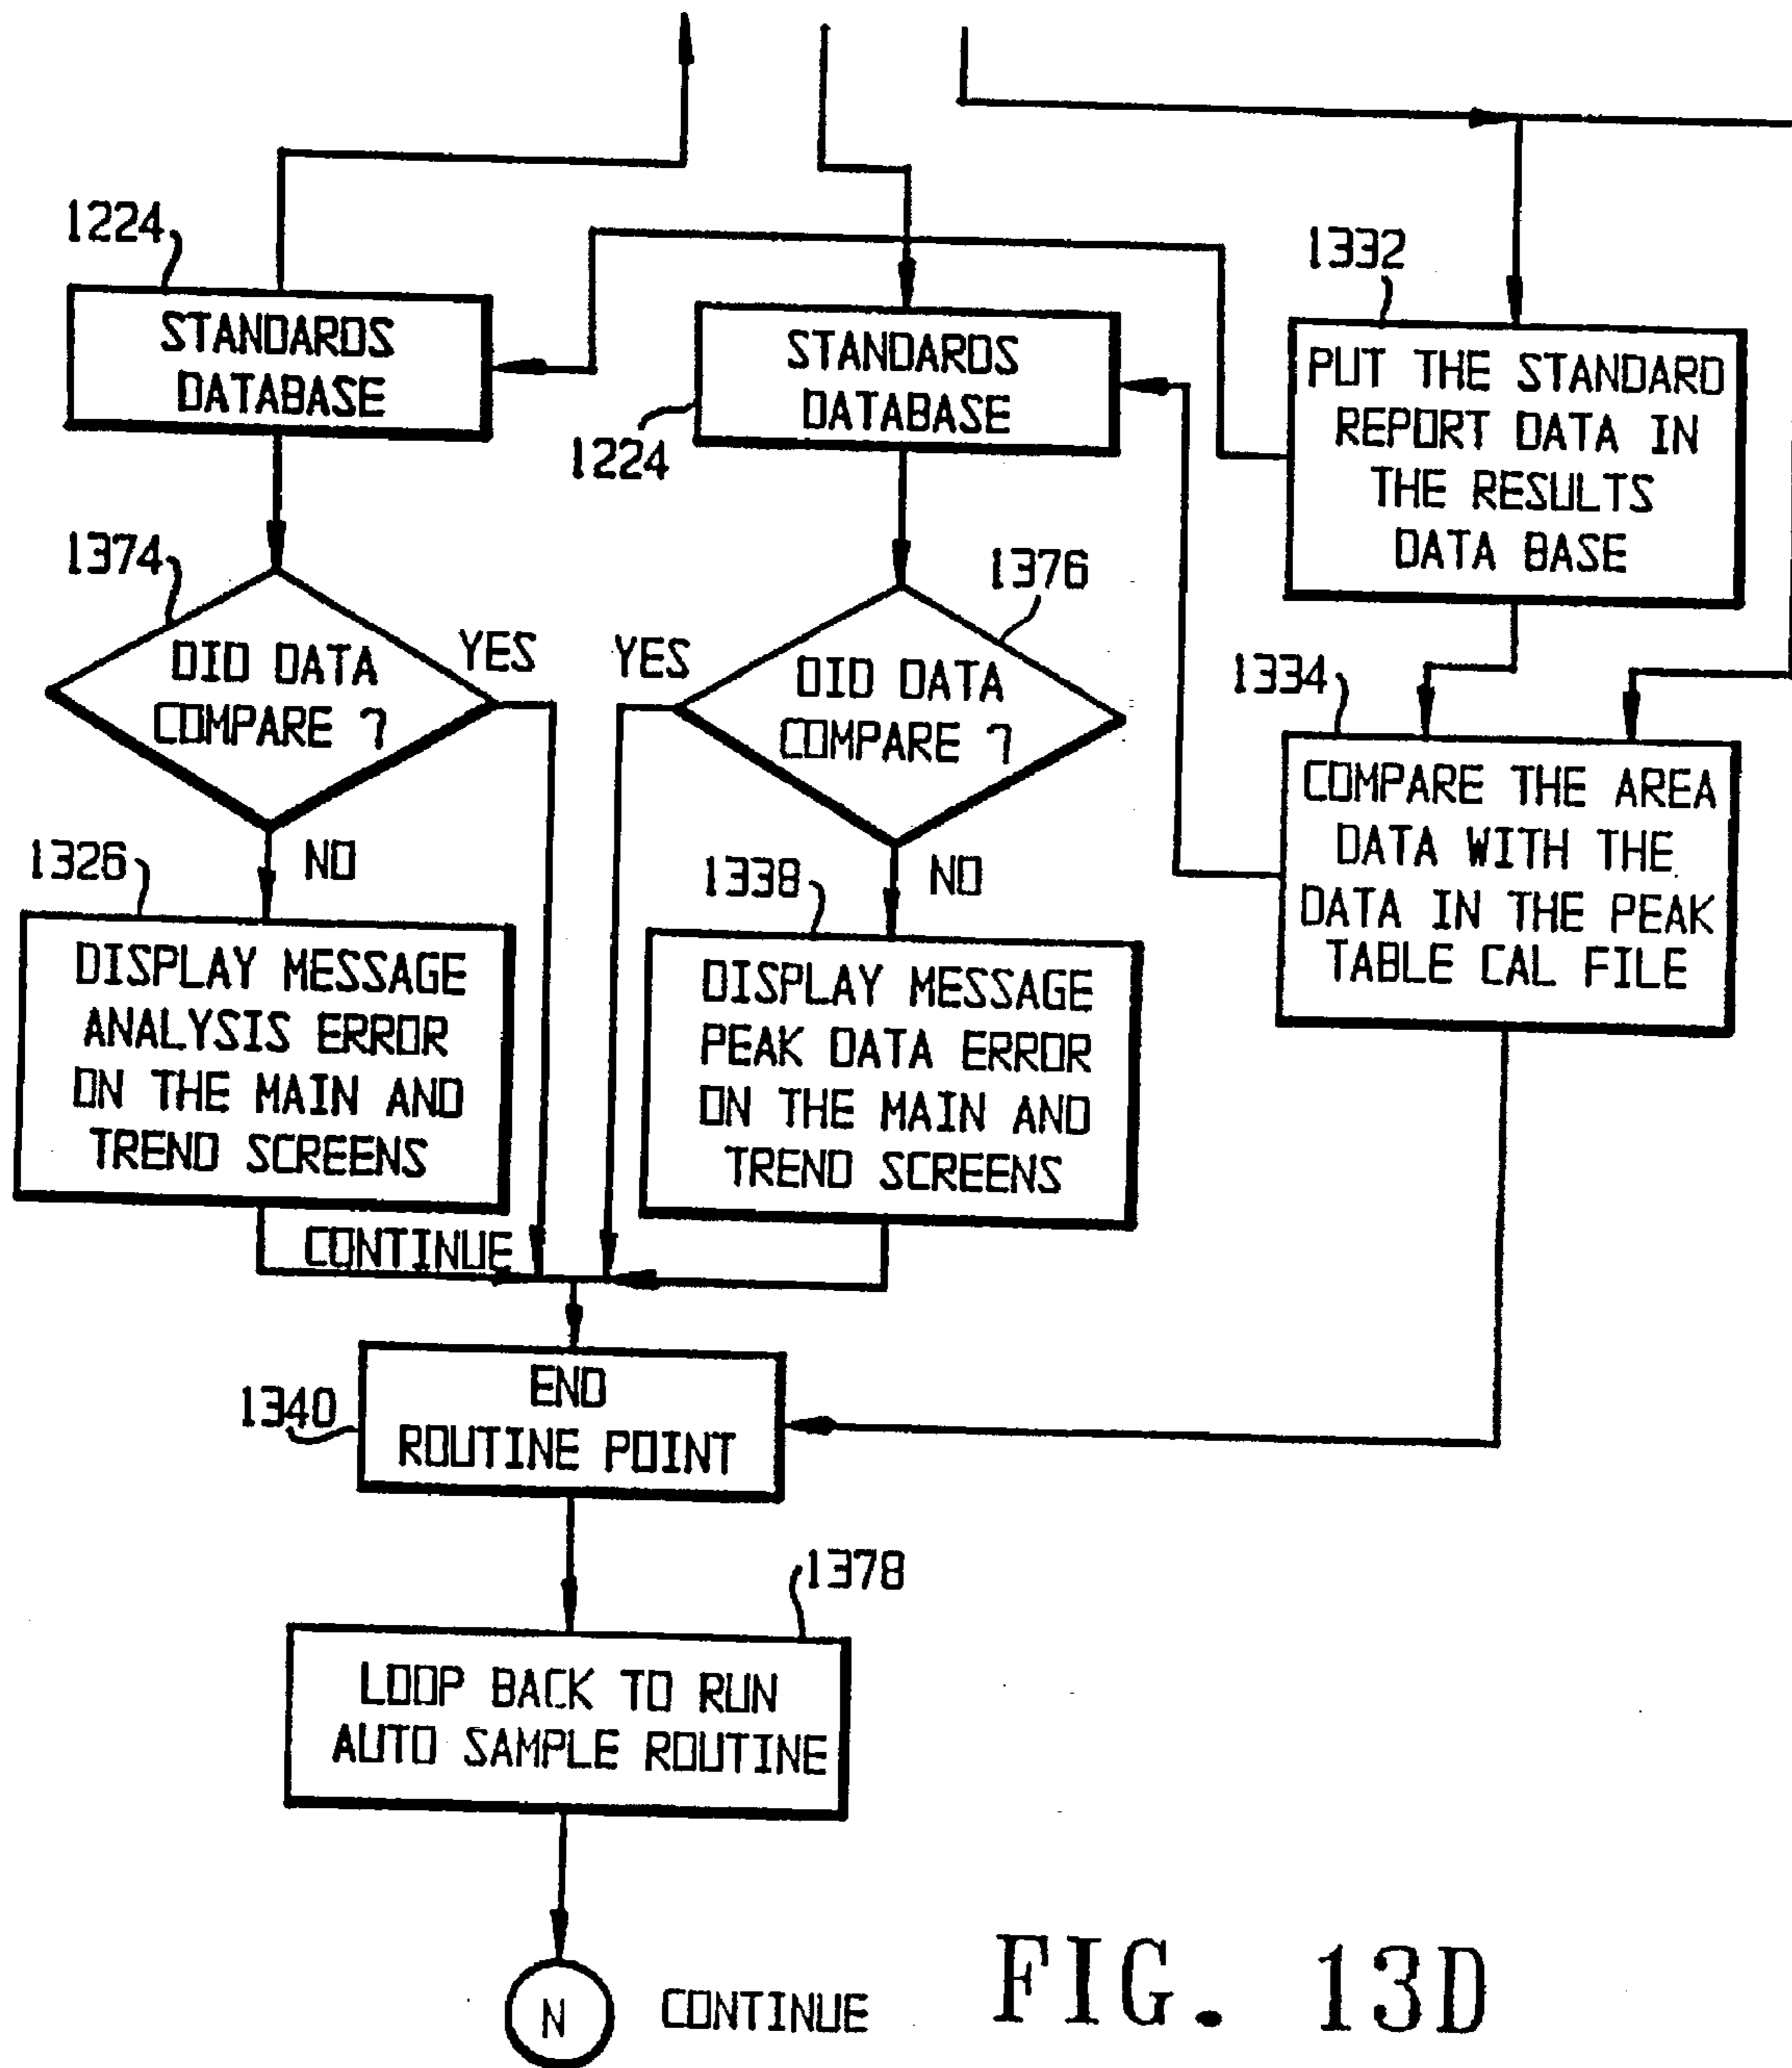 1224
STANDARDS
DATABASE
STANDARDS
DATABASE
1224
1332
PUT THE STANDARD
REPORT DATA IN
THE RESULTS
DATA BASE
1374
DID DATA
COMPARE ?
YES
NO
1376
DID DATA
COMPARE ?
YES
NO
1334
COMPARE THE AREA
DATA WITH THE
DATA IN THE PEAK
TABLE CAL FILE
1326
DISPLAY MESSAGE
ANALYSIS ERROR
ON THE MAIN AND
TREND SCREENS
1338
DISPLAY MESSAGE
PEAK DATA ERROR
ON THE MAIN AND
TREND SCREENS
CONTINUE
1340
END
ROUTINE POINT
1378
LOOP BACK TO RUN
AUTO SAMPLE ROUTINE
N
CONTINUE
FIG. 13D